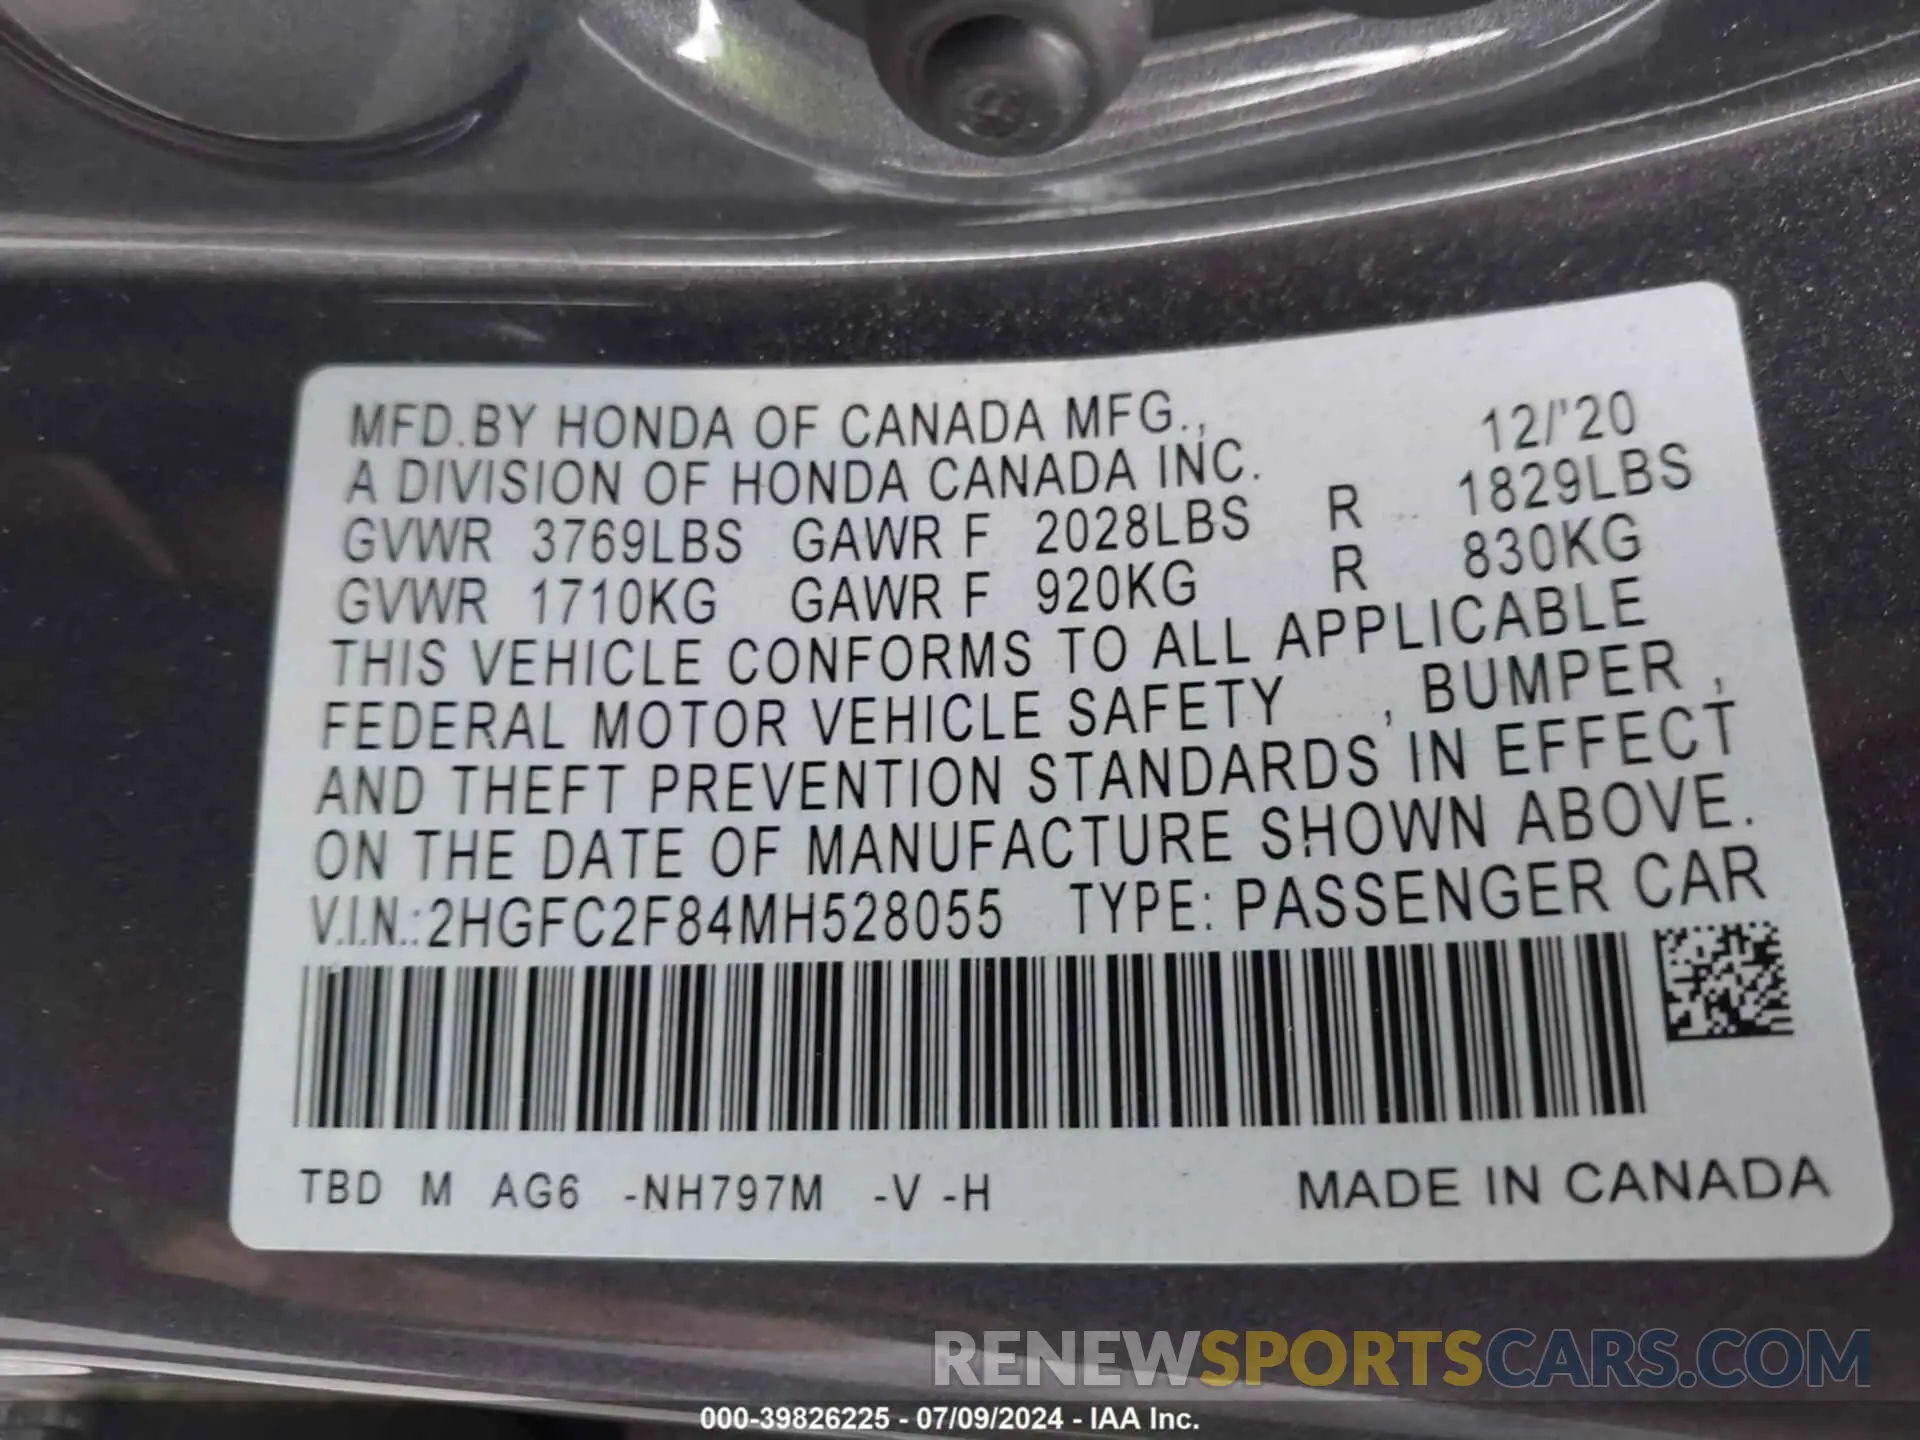 MFD.BY HONDA OF CANADA MFG., 12/'20
A DIVISION OF HONDA CANADA INC.
GVWR 3769LBS GAWR F 2028LBS R 1829LBS
GVWR 1710KG GAWR F 920KG R 830KG
THIS VEHICLE CONFORMS TO ALL APPLICABLE
FEDERAL MOTOR VEHICLE SAFETY , BUMPER ,
AND THEFT PREVENTION STANDARDS IN EFFECT
ON THE DATE OF MANUFACTURE SHOWN ABOVE.
V.I.N.:2HGFC2F84MH528055 TYPE: PASSENGER CAR
TBD M AG6 -NH797M -V -H MADE IN CANADA
RENEWSPORTSCARS.COM
000-39826225 - 07/09/2024 - IAA Inc.